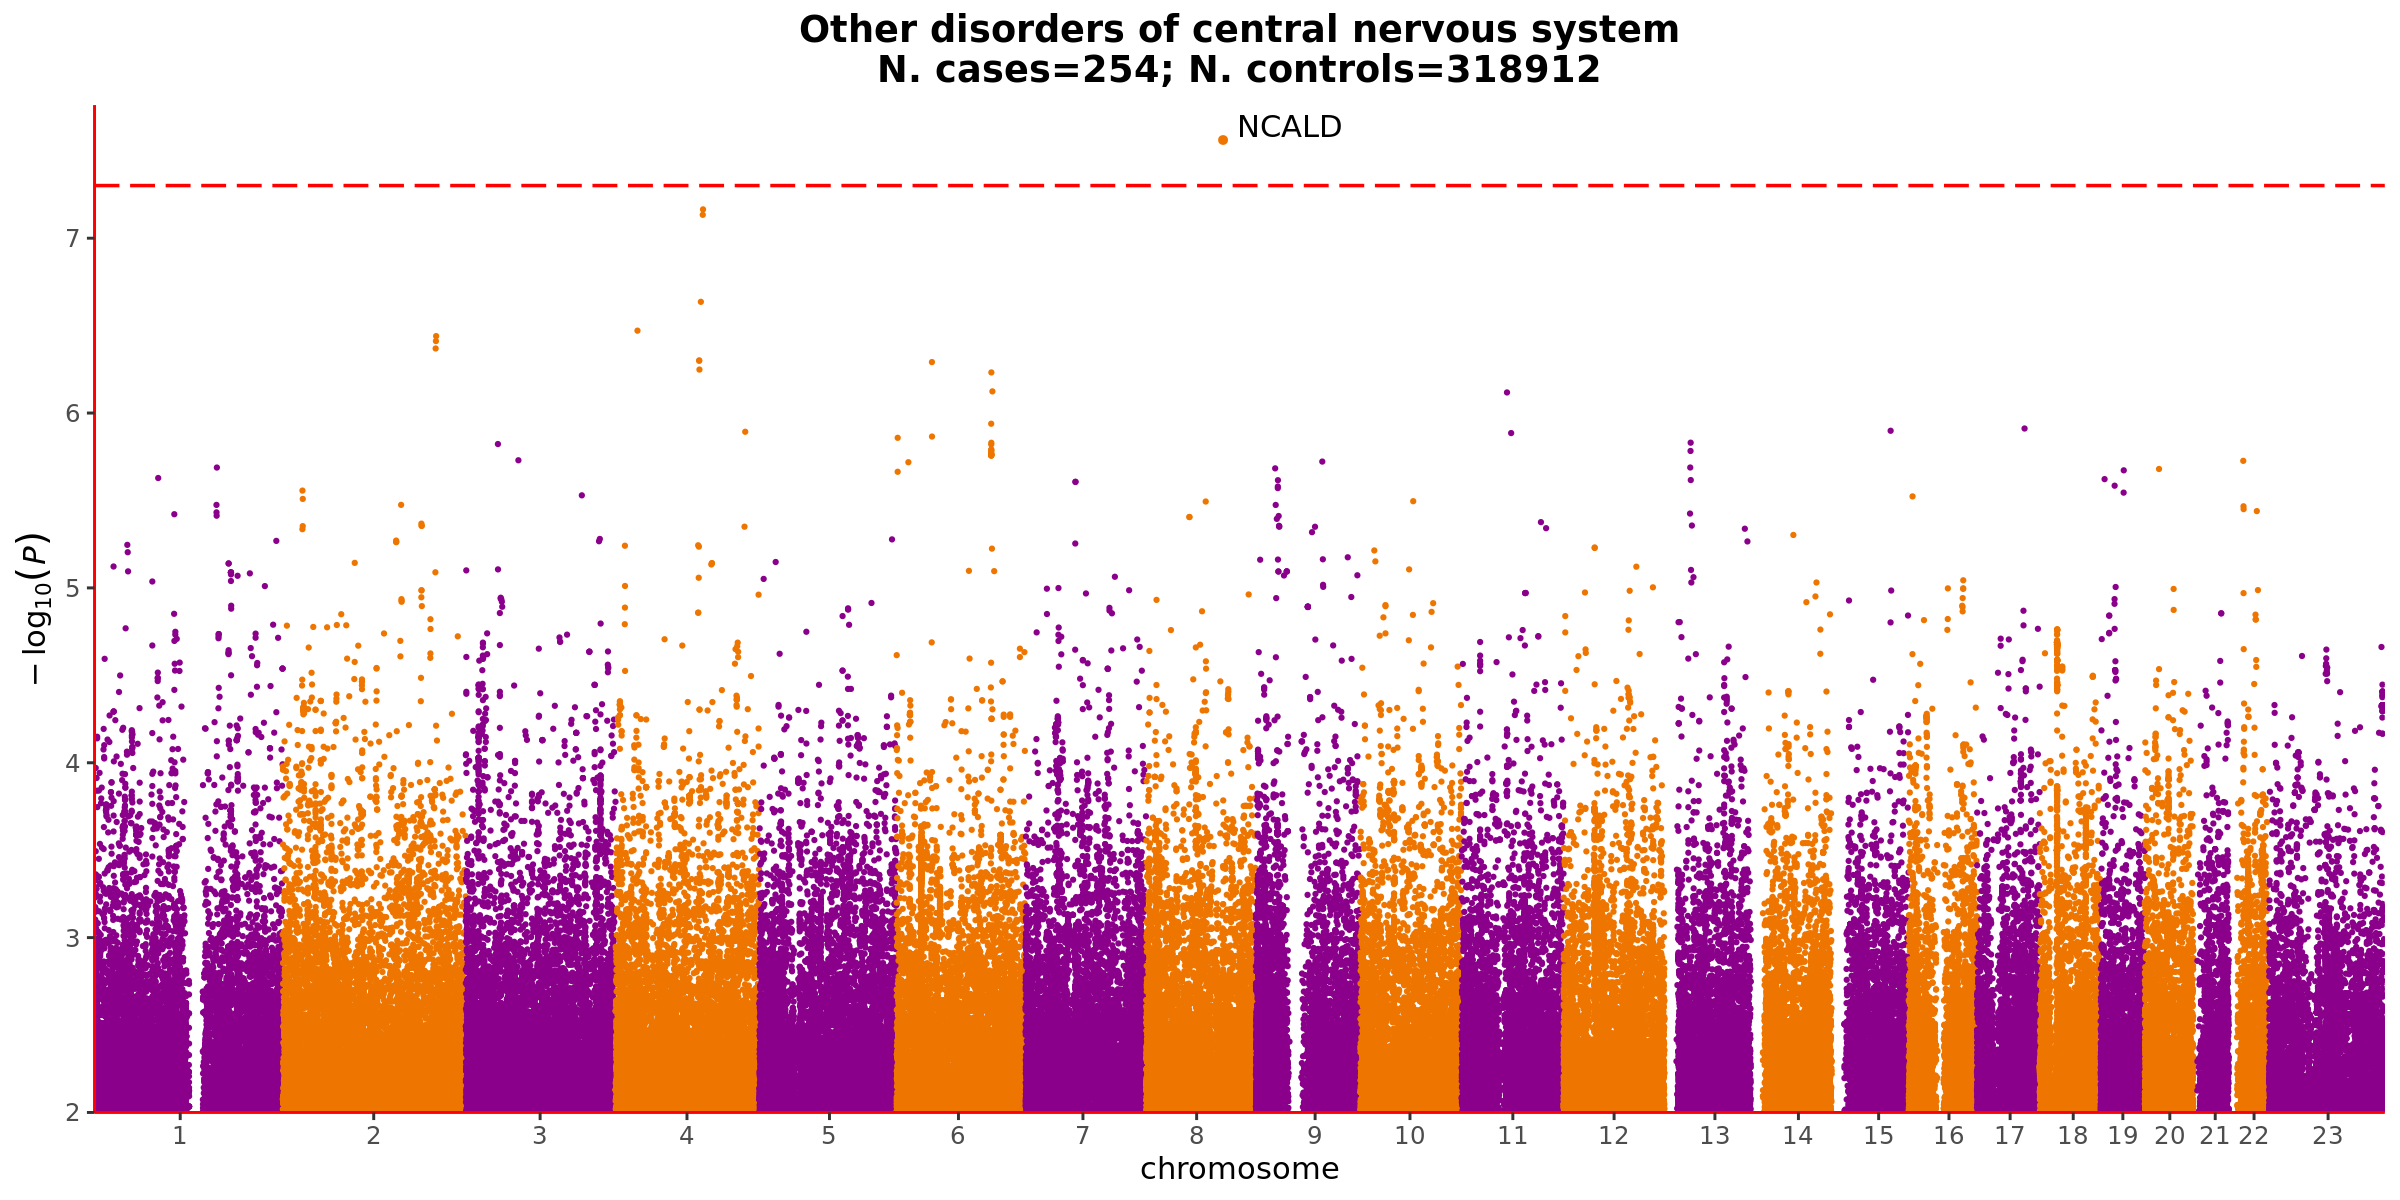 Other disorders of central nervous system
N. cases=254; N. controls=318912
NCALD
7
6
5
4
3
2
−log10(P)
1 2 3 4 5 6 7 8 9 10 11 12 13 14 15 16 17 18 19 20 21 22 23
chromosome